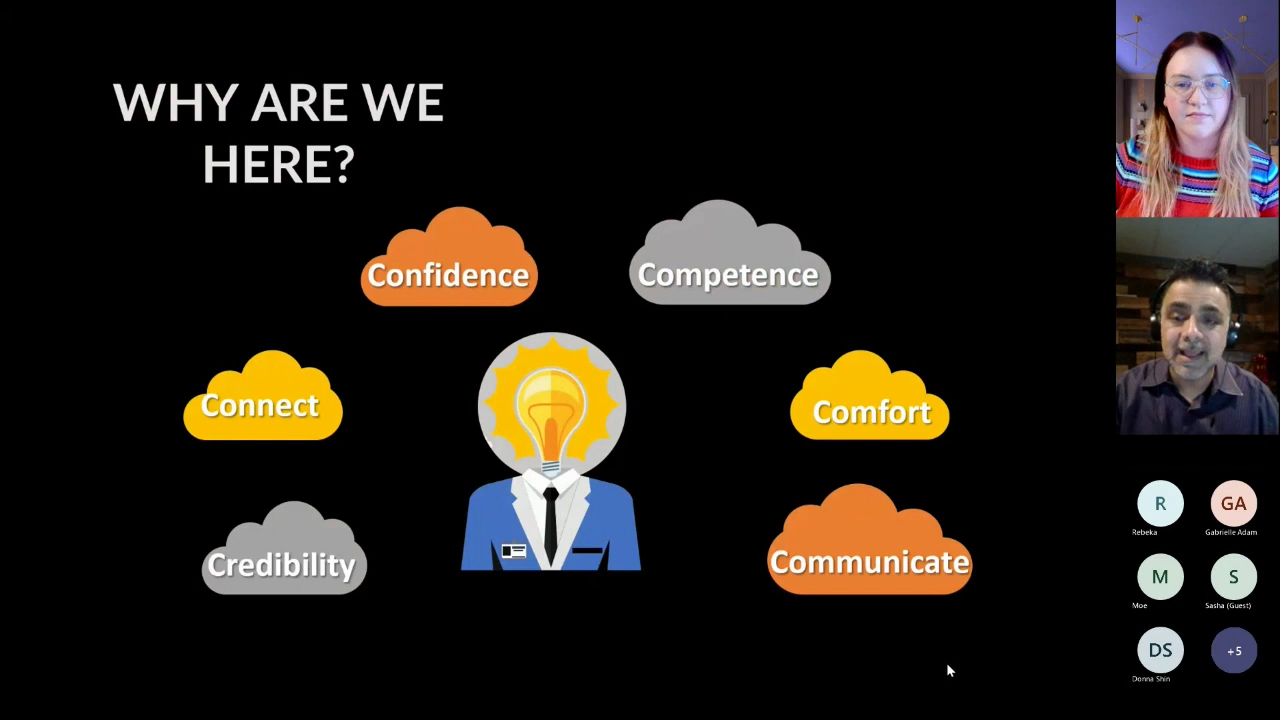 WHY ARE WE
HERE?
Confidence
Competence
Connect
Comfort
Credibility
Communicate
R
GA
Rebeka
Gabrielle Adam
M
S
Moe
Sasha (Guest)
DS
+5
Donna Shin